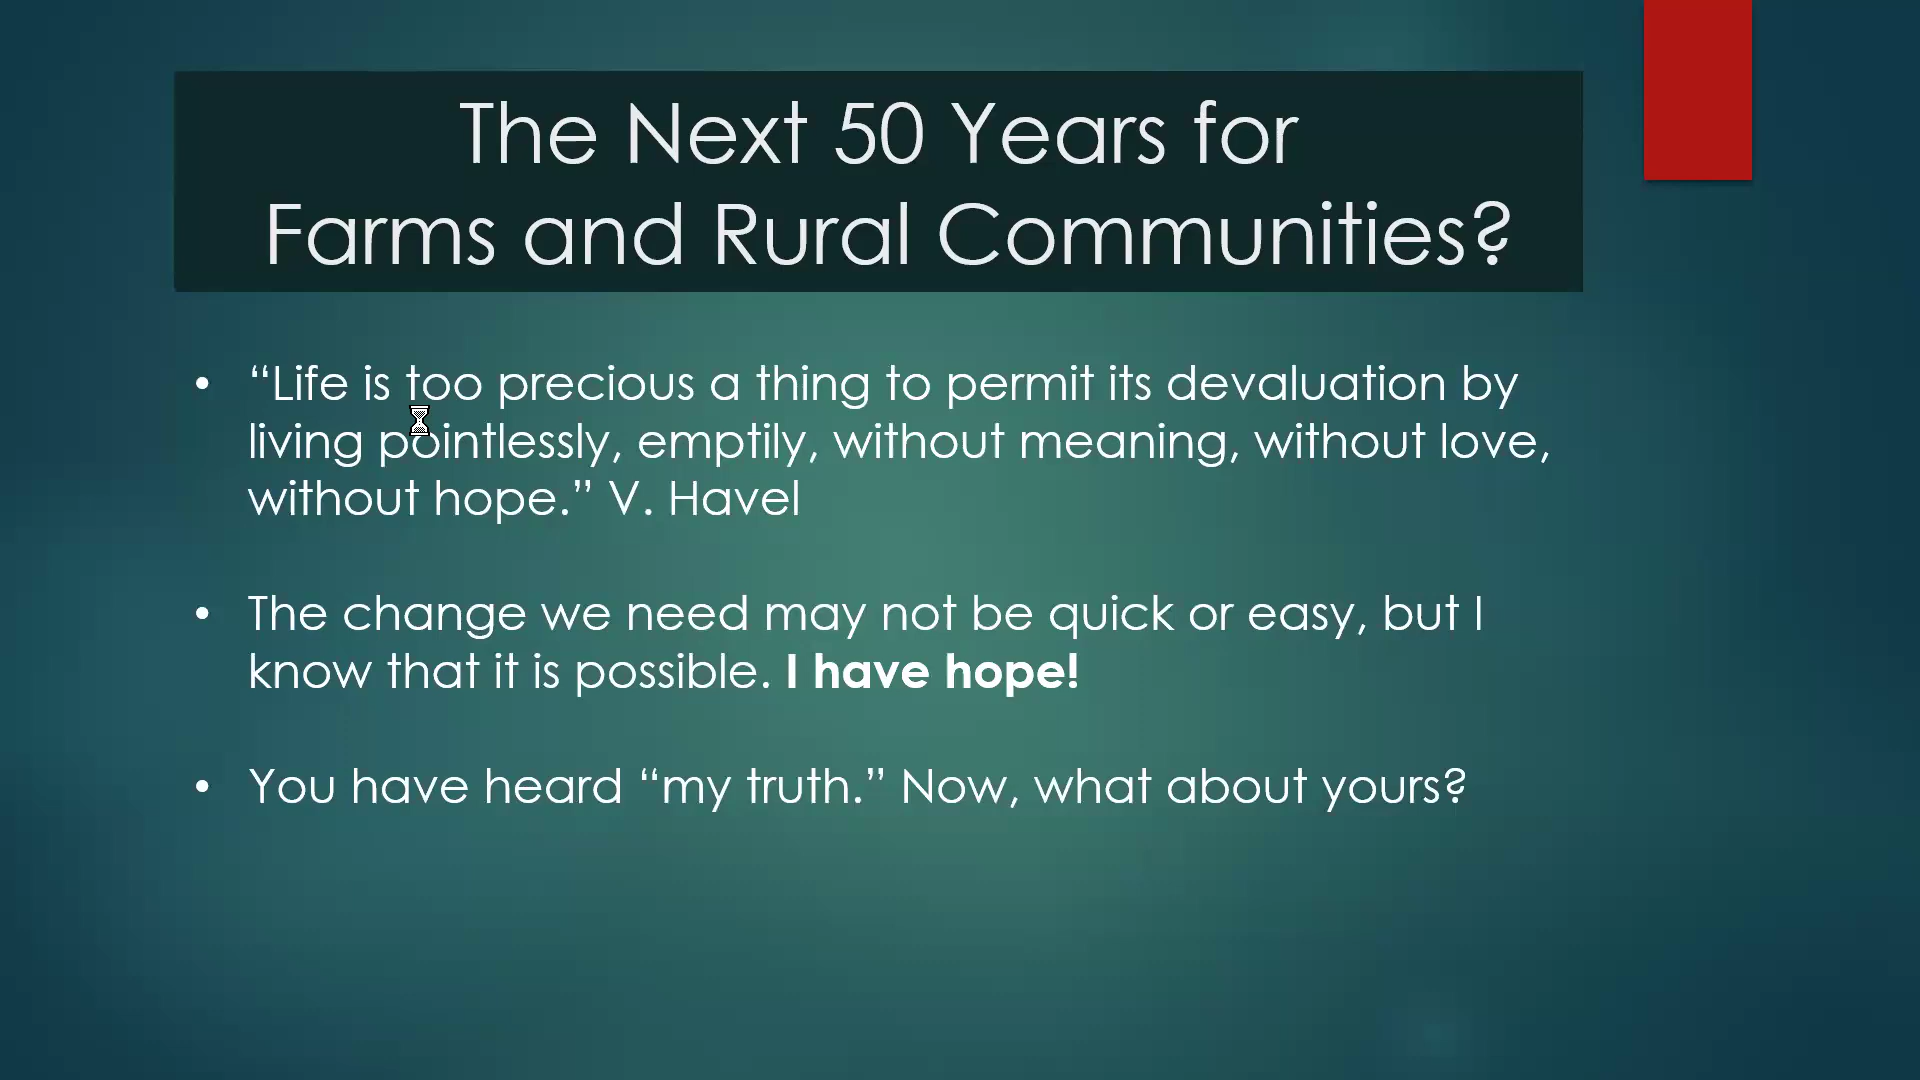 The Next 50 Years for
Farms and Rural Communities?
• “Life is too precious a thing to permit its devaluation by
living pointlessly, emptily, without meaning, without love,
without hope.” V. Havel
• The change we need may not be quick or easy, but I
know that it is possible. I have hope!
• You have heard “my truth.” Now, what about yours?